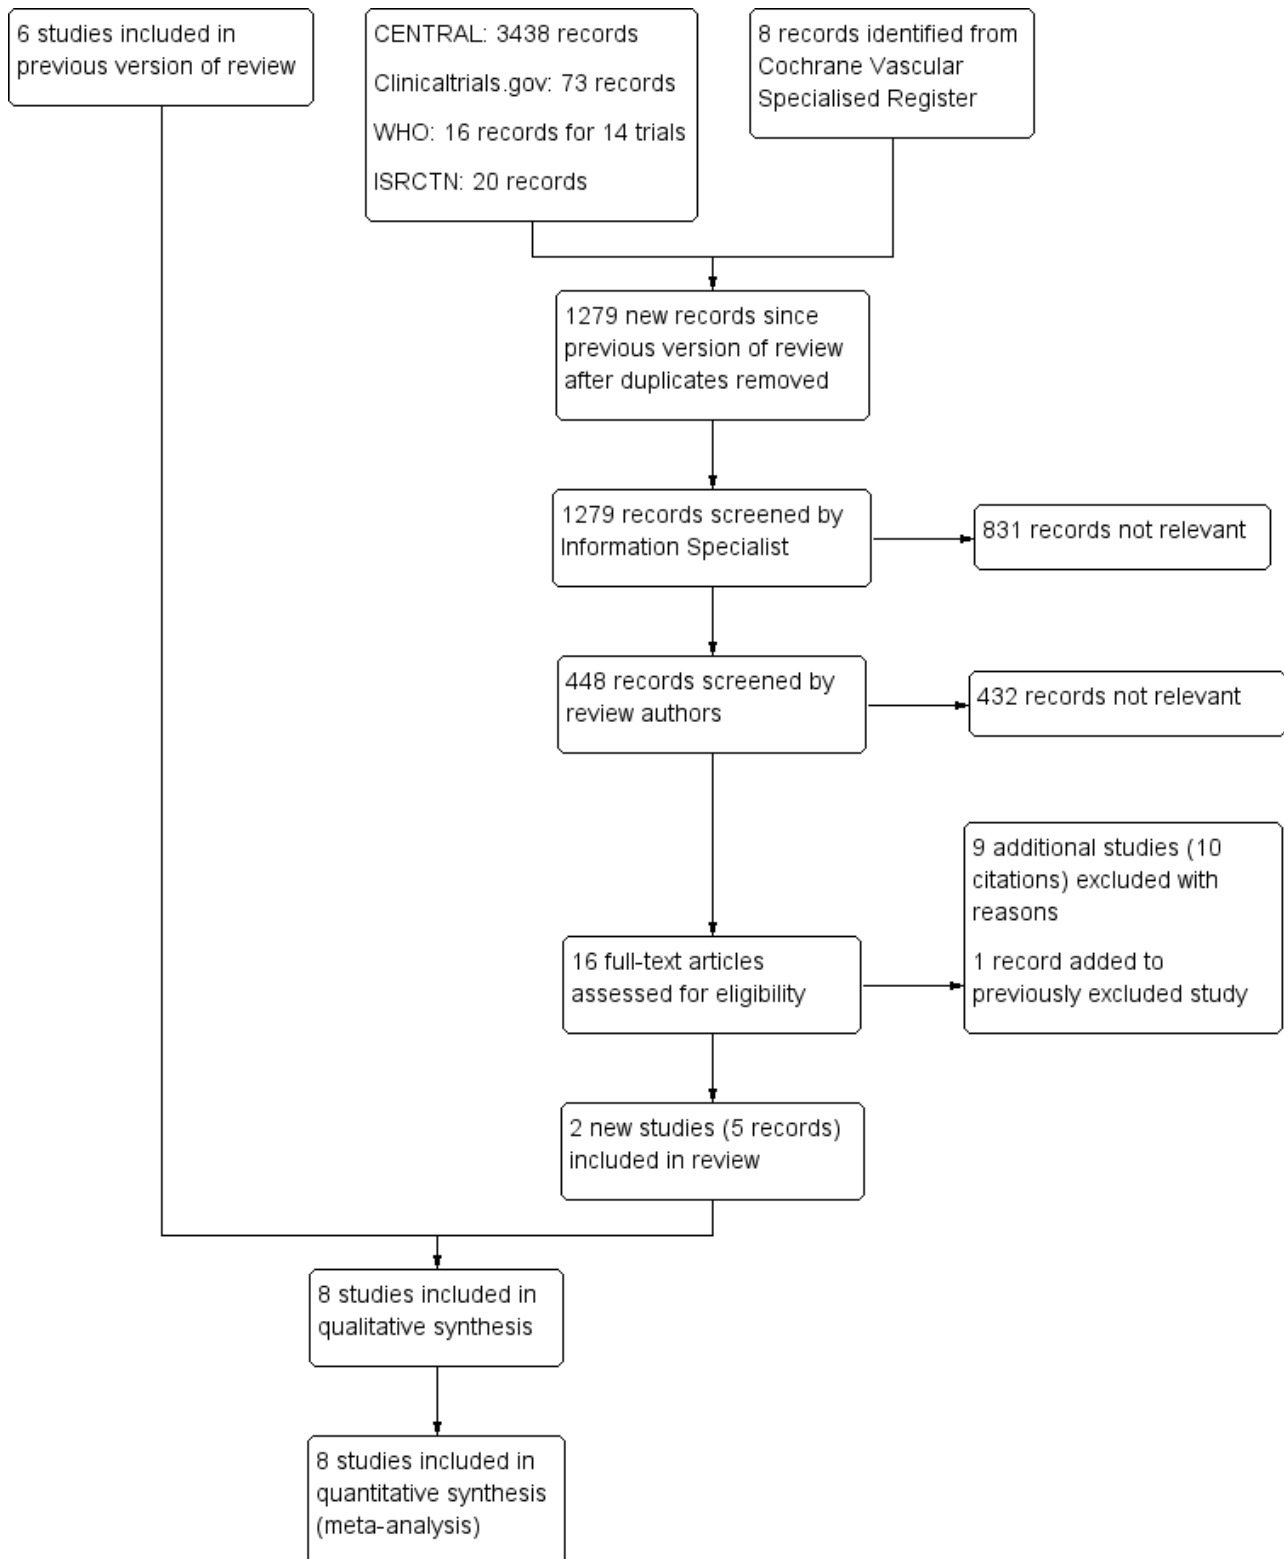 6 studies included in
previous version of review
CENTRAL: 3438 records
Clinicaltrials.gov: 73 records
WHO: 16 records for 14 trials
ISRCTN: 20 records
8 records identified from
Cochrane Vascular
Specialised Register
1279 new records since
previous version of review
after duplicates removed
1279 records screened by
Information Specialist
831 records not relevant
448 records screened by
review authors
432 records not relevant
16 full-text articles
assessed for eligibility
9 additional studies (10
citations) excluded with
reasons
1 record added to
previously excluded study
2 new studies (5 records)
included in review
8 studies included in
qualitative synthesis
8 studies included in
quantitative synthesis
(meta-analysis)